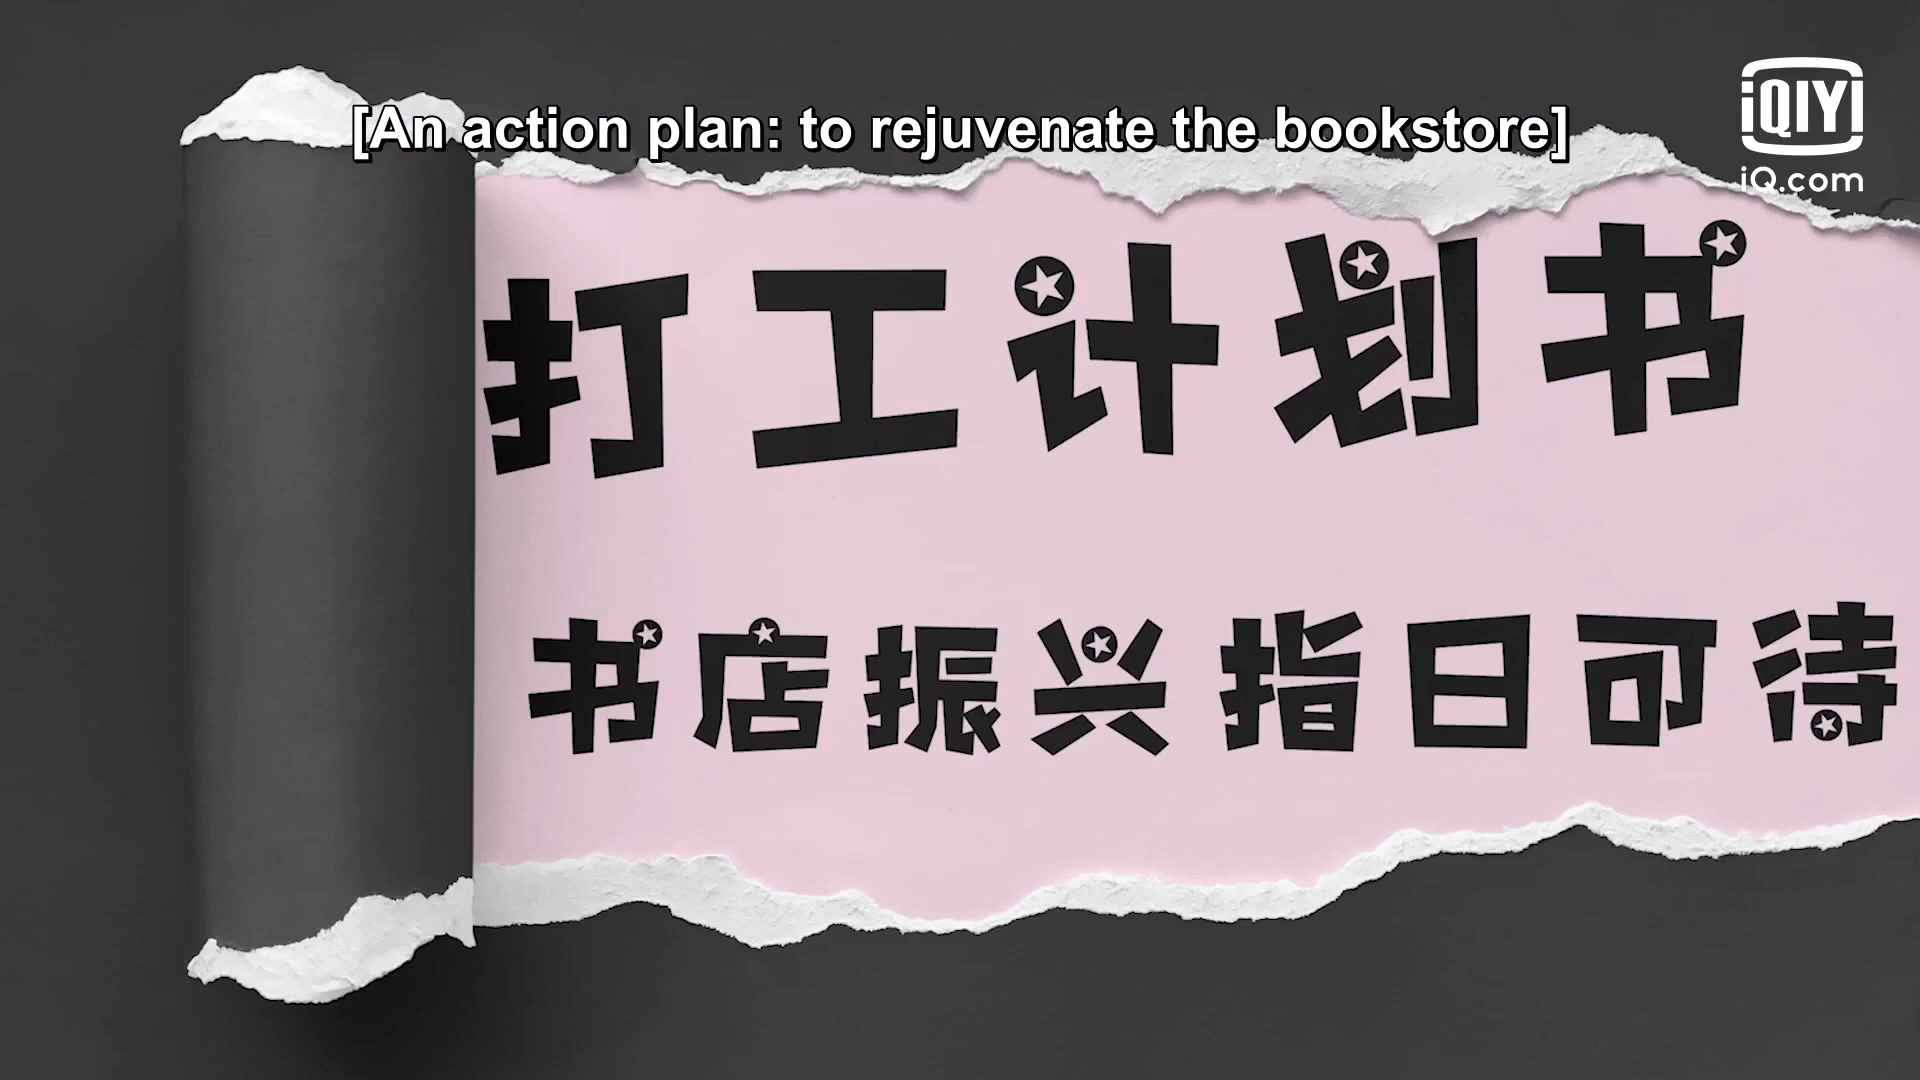 [An action plan: to rejuvenate the bookstore]
iQIYI
iQ.com
打工计划书
书店振兴 指日可待